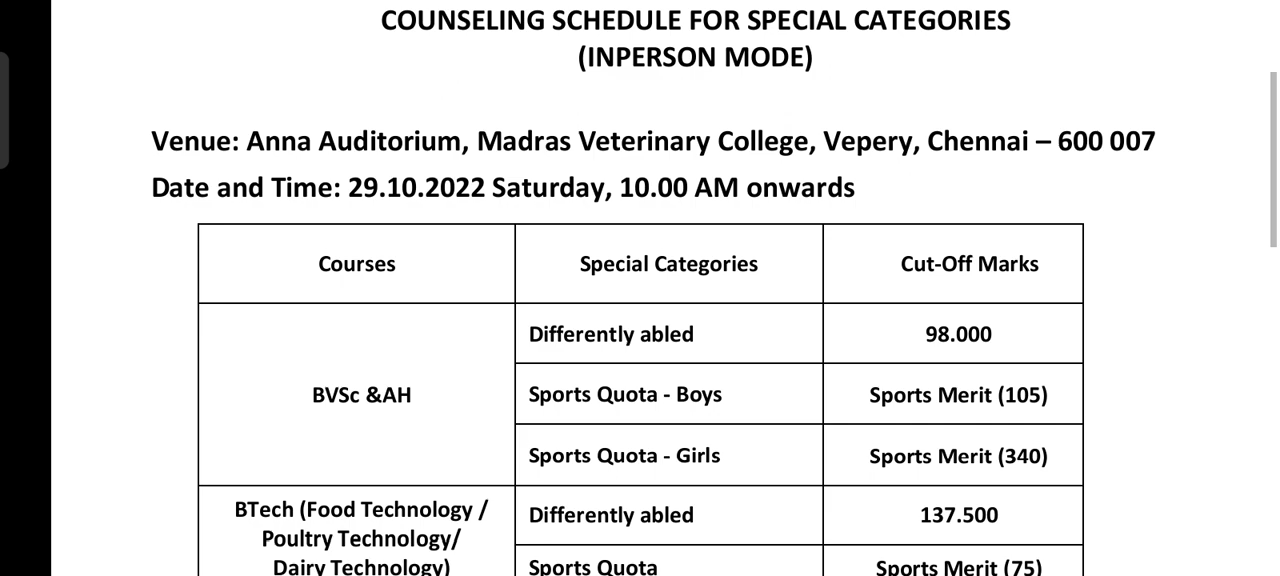 COUNSELING SCHEDULE FOR SPECIAL CATEGORIES
(INPERSON MODE)
Venue: Anna Auditorium, Madras Veterinary College, Vepery, Chennai – 600 007
Date and Time: 29.10.2022 Saturday, 10.00 AM onwards
Courses Special Categories Cut-Off Marks
Differently abled 98.000
BVSc &AH Sports Quota - Boys Sports Merit (105)
Sports Quota - Girls Sports Merit (340)
BTech (Food Technology /
Poultry Technology/
Dairy Technology)
Differently abled 137.500
Sports Quota Sports Merit (75)